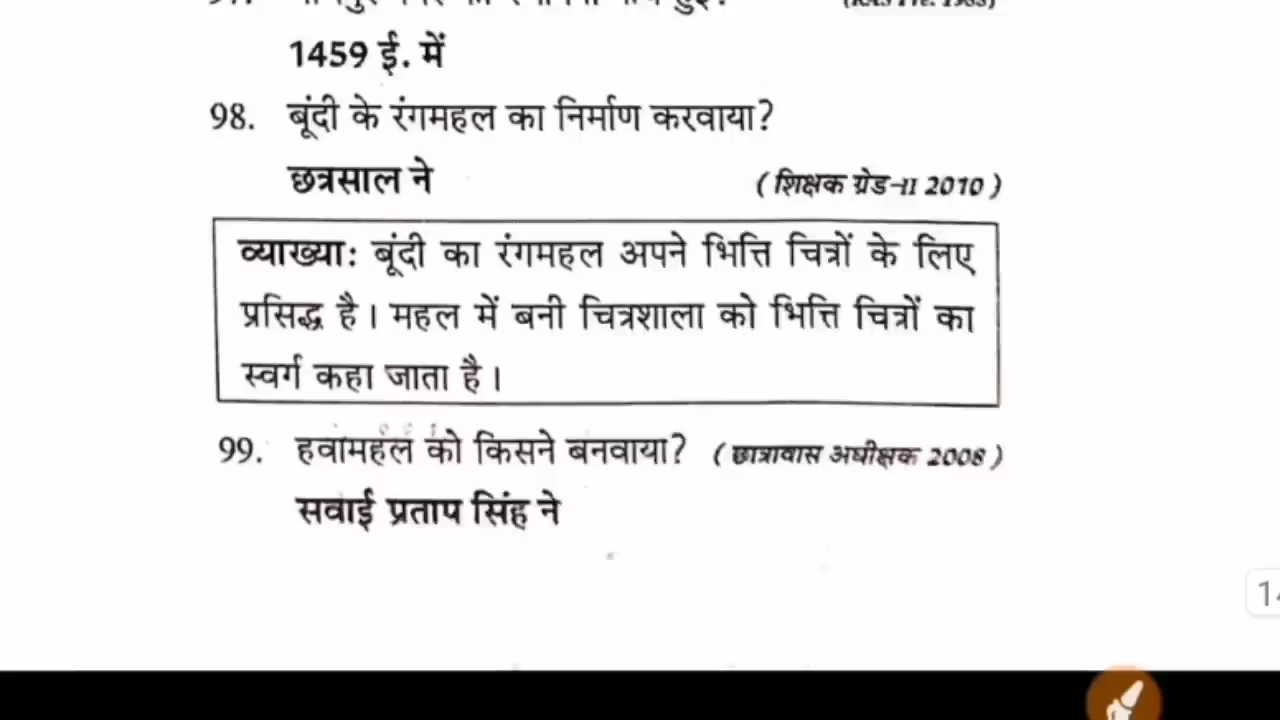 1459 ई. में
98. बूंदी के रंगमहल का निर्माण करवाया?
छत्रसाल ने (शिक्षक ग्रेड-II 2010)
व्याख्याः बूंदी का रंगमहल अपने भित्ति चित्रों के लिए
प्रसिद्ध है। महल में बनी चित्रशाला को भित्ति चित्रों का
स्वर्ग कहा जाता है।
99. हवामहल को किसने बनवाया? (छात्रावास अधीक्षक 2008)
सवाई प्रताप सिंह ने